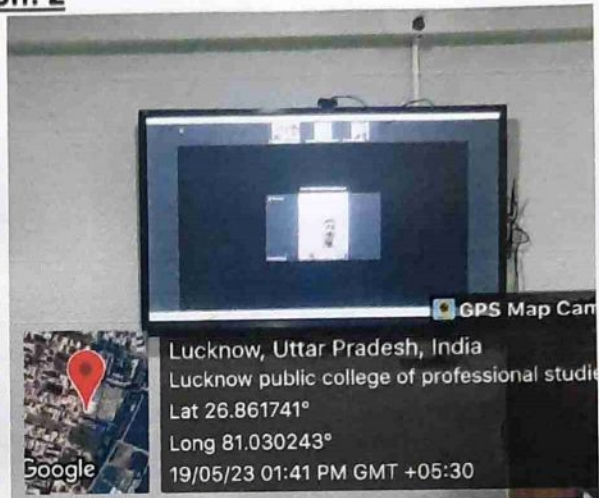 GPS Map Cam
Lucknow, Uttar Pradesh, India
Lucknow public college of professional studie
Lat 26.861741°
Long 81.030243°
19/05/23 01:41 PM GMT +05:30
Google